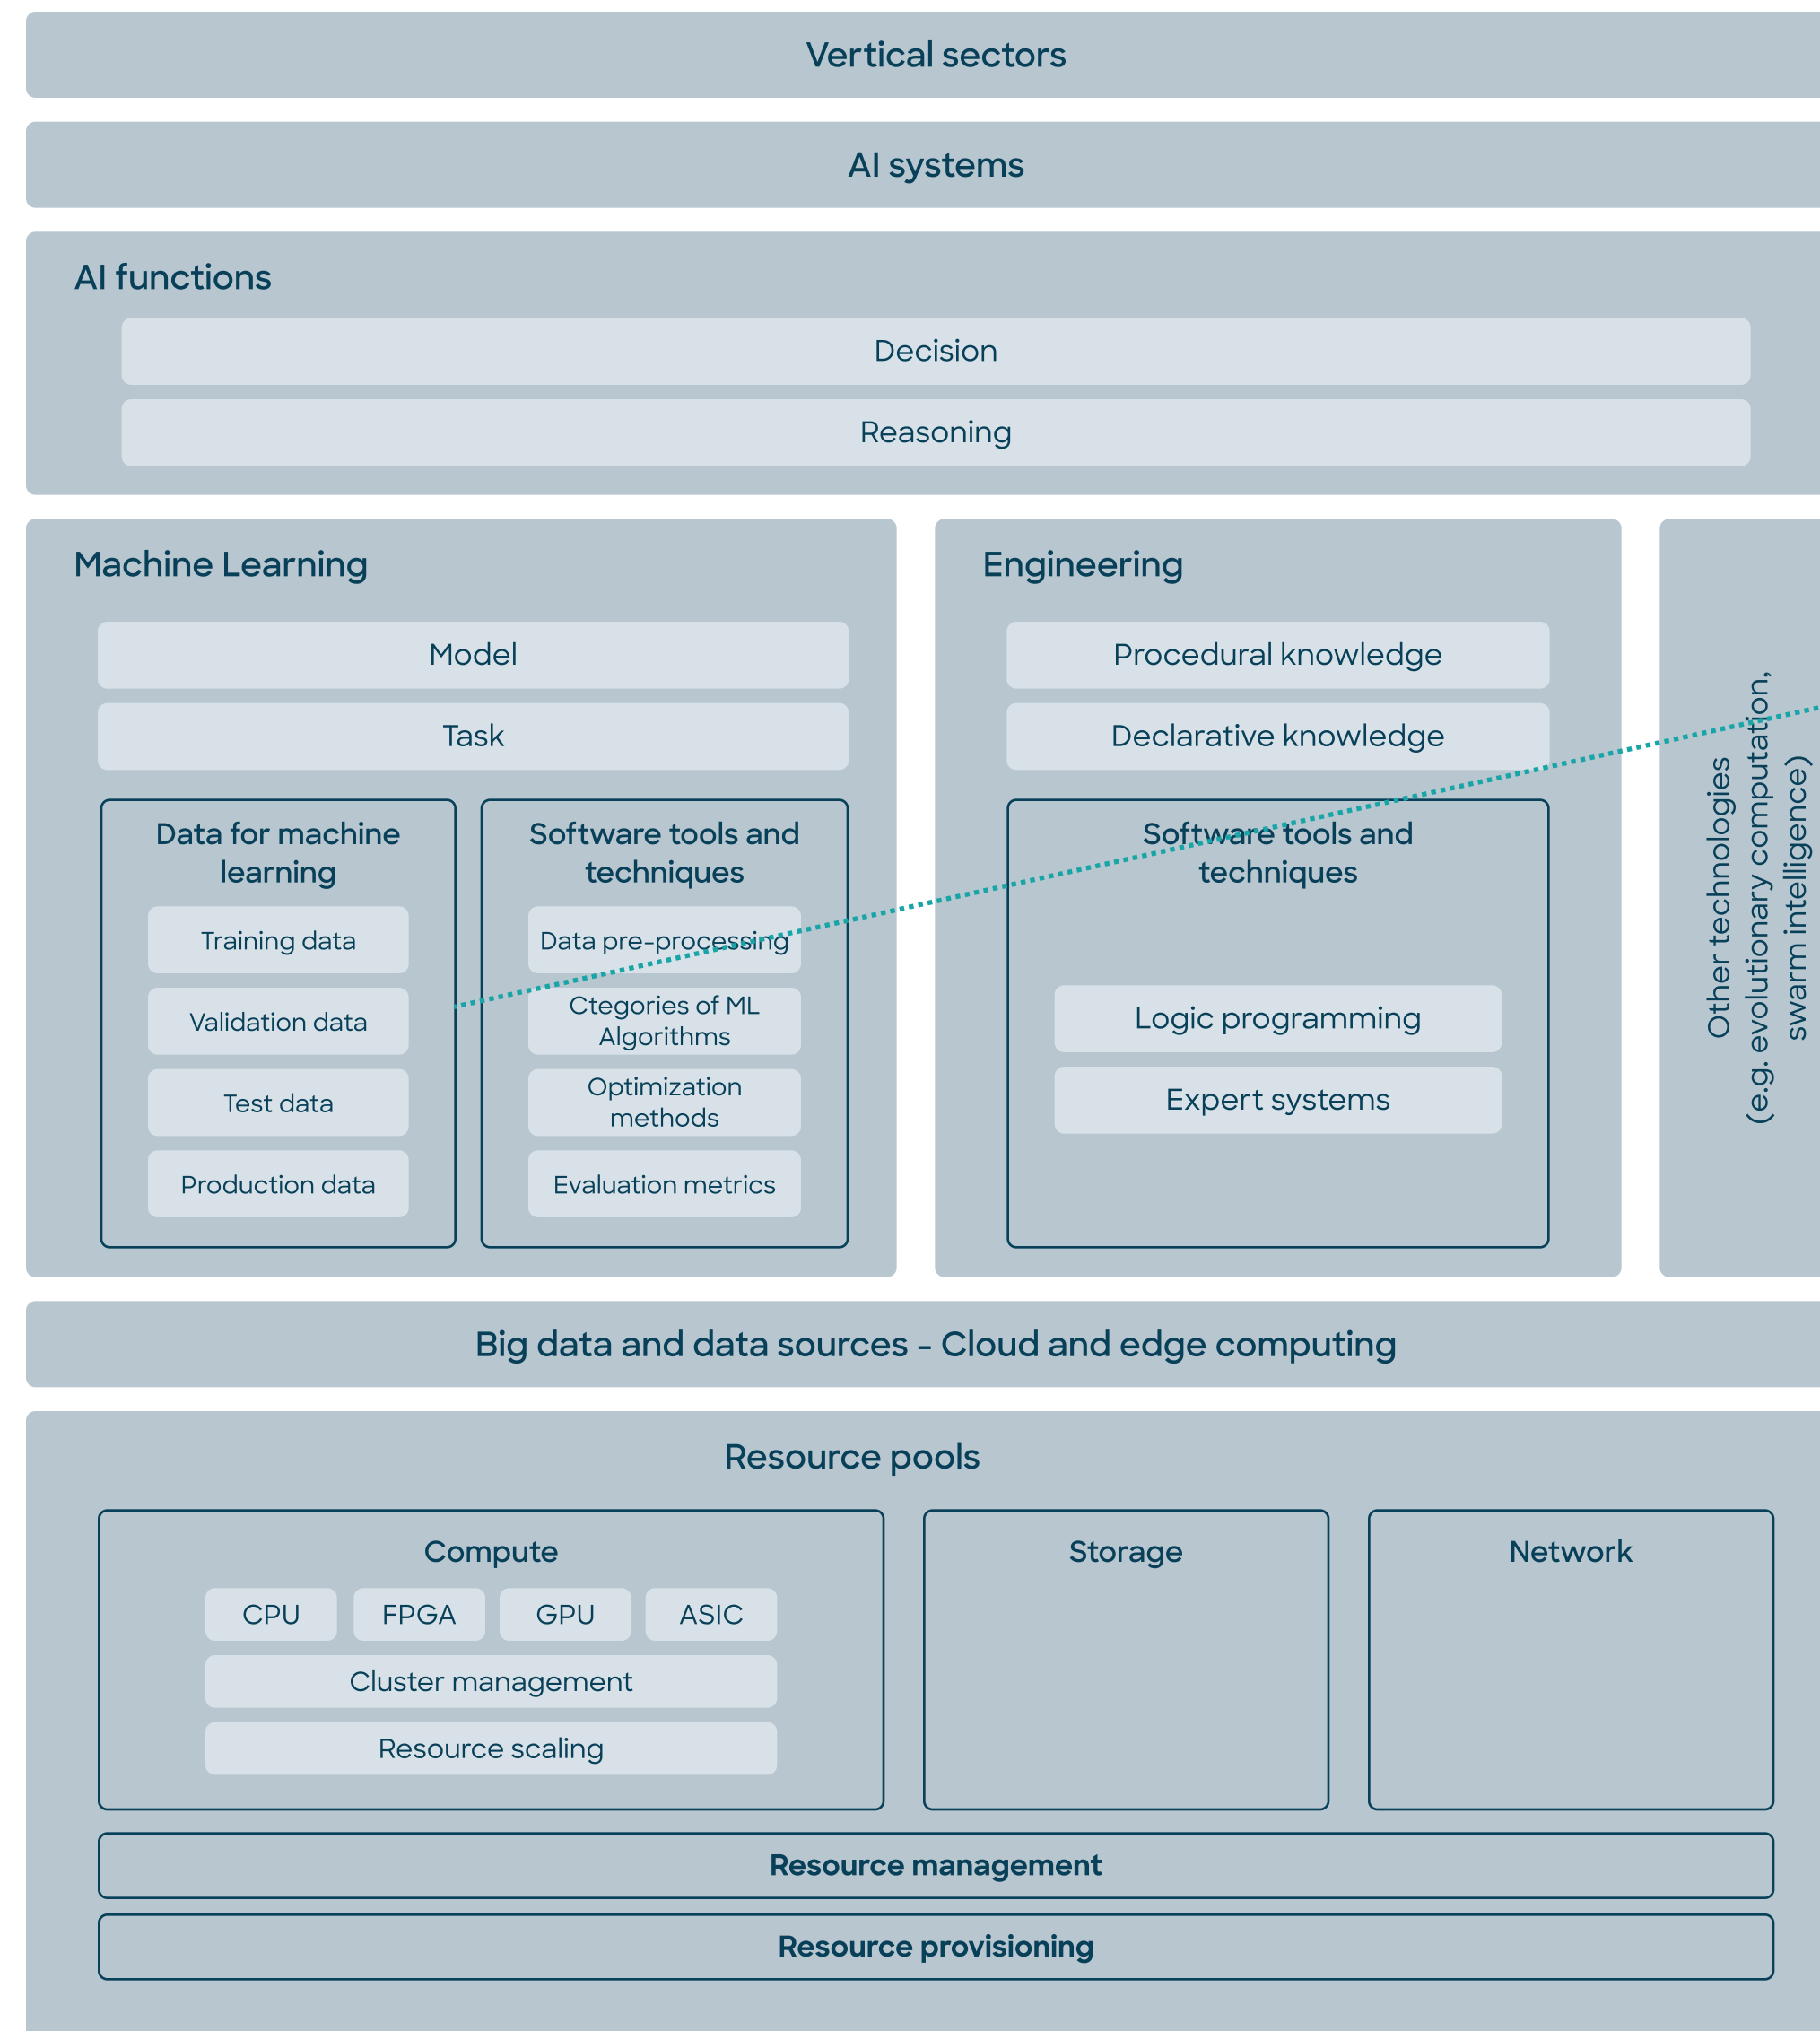 Vertical sectors
AI systems
AI functions
Decision
Reasoning
Machine Learning
Model
Task
Data for machine
learning
Training data
Validation data
Test data
Production data
Software tools and
techniques
Data pre-processing
Ctegories of ML
Algorithms
Optimization
methods
Evaluation metrics
Engineering
Procedural knowledge
Declarative knowledge
Software tools and
techniques
Logic programming
Expert systems
Other technologies
(e.g. evolutionary computation,
swarm intelligence)
Big data and data sources – Cloud and edge computing
Resource pools
Compute
CPU
FPGA
GPU
ASIC
Cluster management
Resource scaling
Storage
Network
Resource management
Resource provisioning